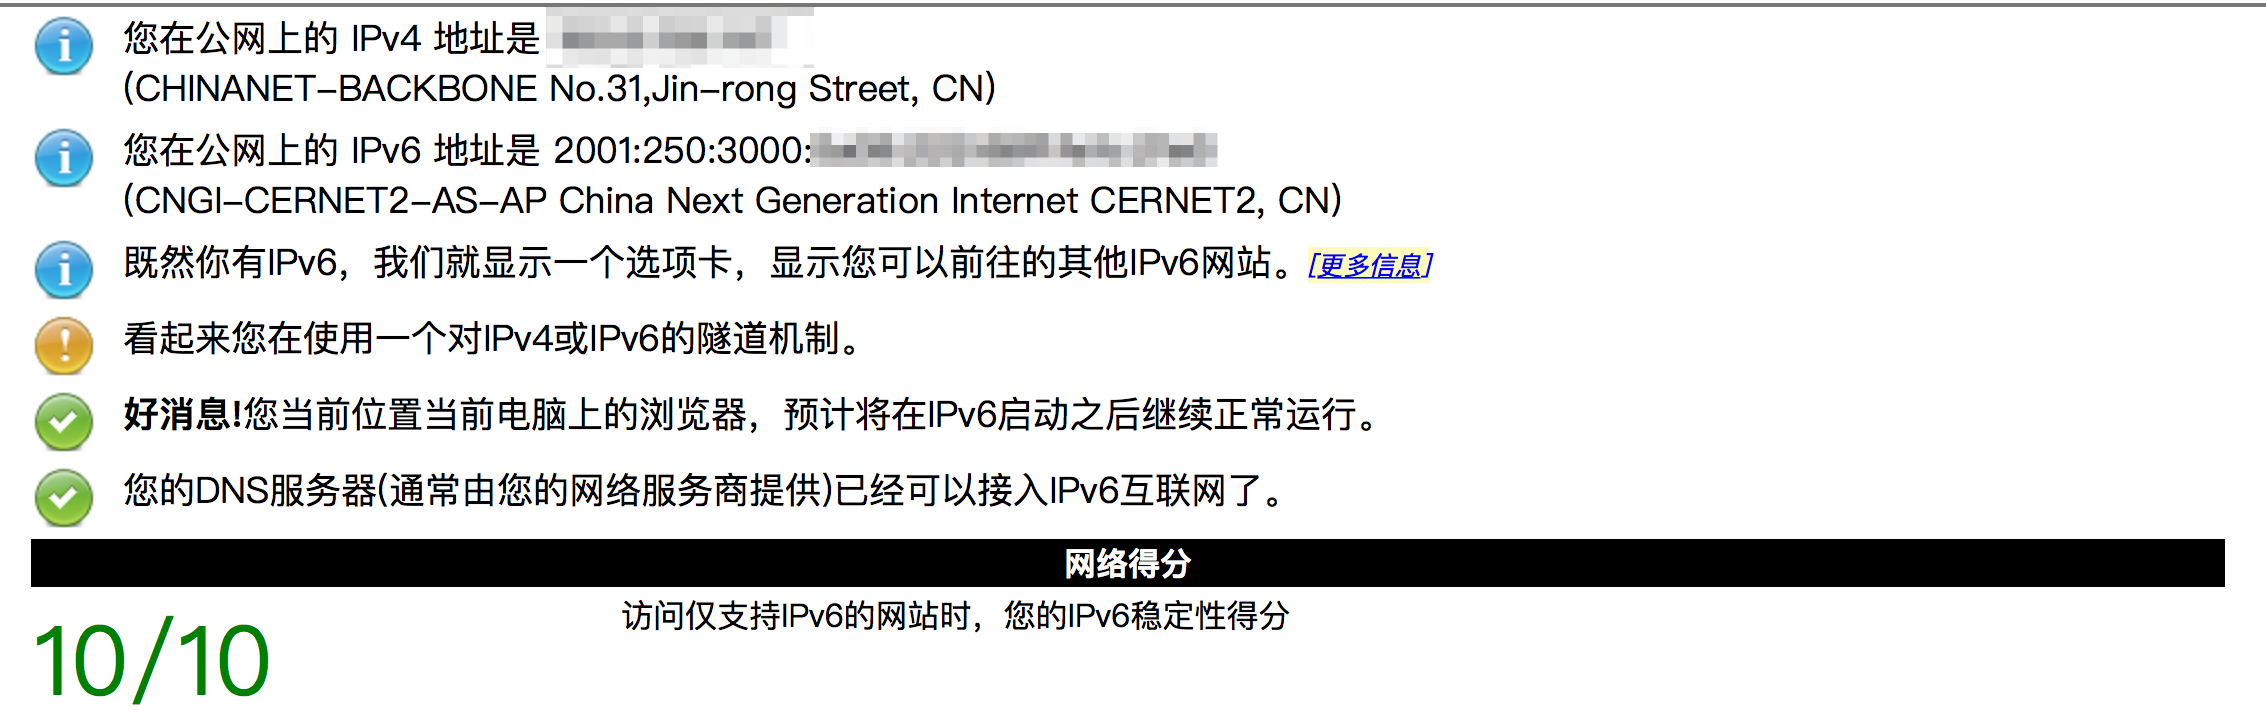 您在公网上的 IPv4 地址是
(CHINANET-BACKBONE No.31,Jin-rong Street, CN)
您在公网上的 IPv6 地址是 2001:250:3000:
(CNGI-CERNET2-AS-AP China Next Generation Internet CERNET2, CN)
既然你有IPv6，我们就显示一个选项卡，显示您可以前往的其他IPv6网站。[更多信息]
看起来您在使用一个对IPv4或IPv6的隧道机制。
好消息!您当前位置当前电脑上的浏览器，预计将在IPv6启动之后继续正常运行。
您的DNS服务器(通常由您的网络服务商提供)已经可以接入IPv6互联网了。
网络得分
10/10
访问仅支持IPv6的网站时，您的IPv6稳定性得分